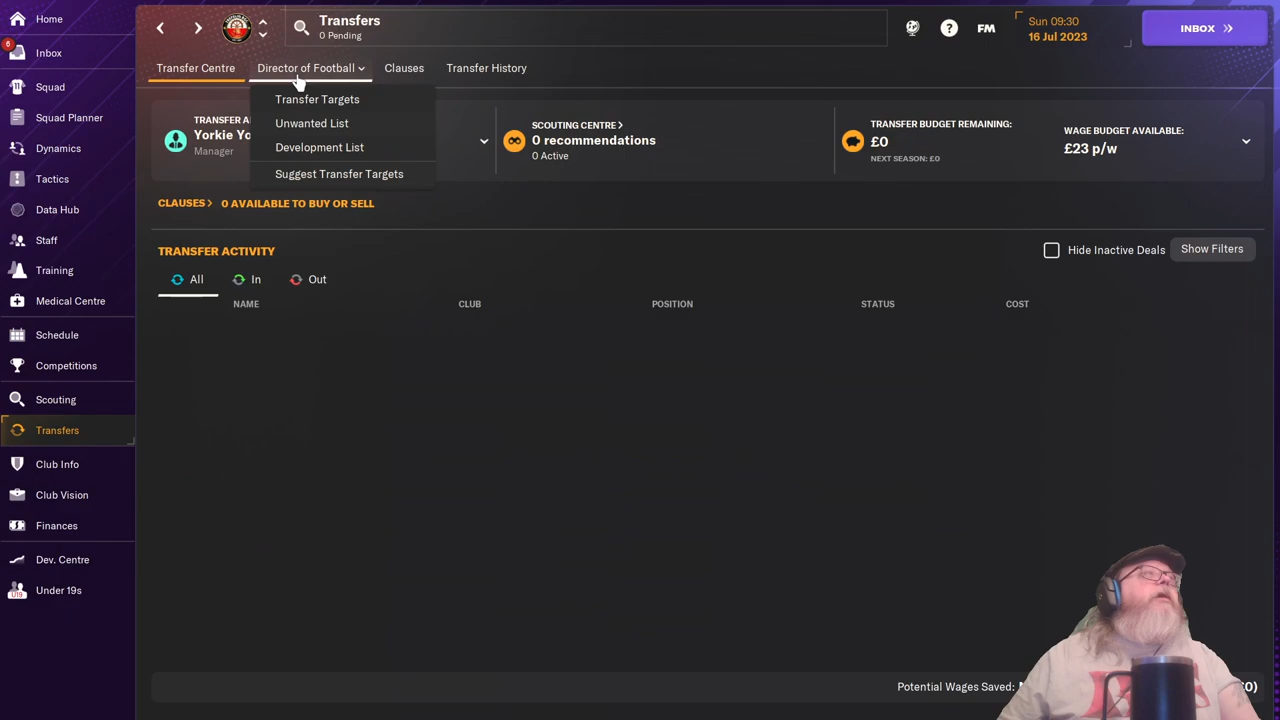 Home
Transfers
0 Pending
Sun 09:30
16 Jul 2023
INBOX
FM
6
Inbox
Squad
Squad Planner
Dynamics
Tactics
Data Hub
Staff
Training
Medical Centre
Schedule
Competitions
Scouting
Transfers
Club Info
Club Vision
Finances
Dev. Centre
U19
Under 19s
Transfer Centre
Director of Football
Clauses
Transfer History
Transfer Targets
Unwanted List
Development List
Suggest Transfer Targets
Yorkie
Manager
SCOUTING CENTRE >
0 recommendations
0 Active
TRANSFER BUDGET REMAINING:
£0
NEXT SEASON: £0
WAGE BUDGET AVAILABLE:
£23 p/w
CLAUSES > 0 AVAILABLE TO BUY OR SELL
TRANSFER ACTIVITY
Hide Inactive Deals
Show Filters
All
In
Out
NAME
CLUB
POSITION
STATUS
COST
Potential Wages Saved: